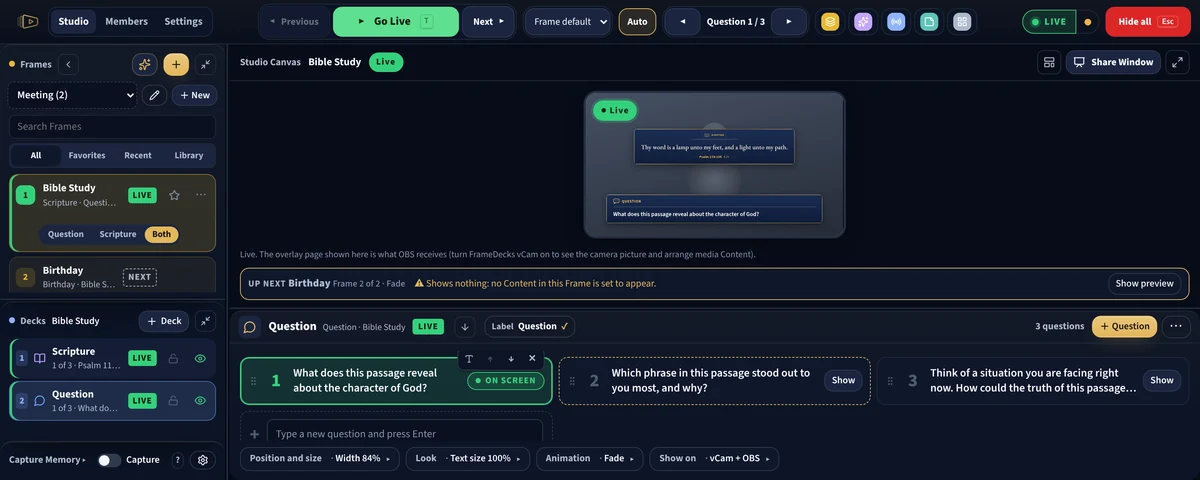 Studio
Members
Settings
Previous
Go Live T
Next
Frame default
Auto
Question 1 / 3
LIVE
Hide all Esc
Frames
Meeting (2)
+ New
Search Frames
All Favorites Recent Library
1 Bible Study LIVE
Scripture · Questi...
Question Scripture Both
2 Birthday NEXT
Birthday · Bible S...
Decks Bible Study + Deck
1 Scripture LIVE
1 of 3 · Psalm 11...
2 Question LIVE
1 of 3 · What do...
Capture Memory Capture ?
Studio Canvas Bible Study Live
Share Window
Live
Thy word is a lamp unto my feet, and a light unto my path.
QUESTION
What does this passage reveal about the character of God?
Live. The overlay page shown here is what OBS receives (turn FrameDecks vCam on to see the camera picture and arrange media Content).
UP NEXT Birthday Frame 2 of 2 · Fade Shows nothing: no Content in this Frame is set to appear. Show preview
Question Question · Bible Study LIVE Label Question ✓ 3 questions + Question ...
1 What does this passage reveal
about the character of God?
ON SCREEN
2 Which phrase in this passage stood out to
you most, and why?
Show
3 Think of a situation you are facing right
now. How could the truth of this passage...
Show
+ Type a new question and press Enter
Position and size · Width 84% Look · Text size 100% Animation · Fade Show on · vCam + OBS